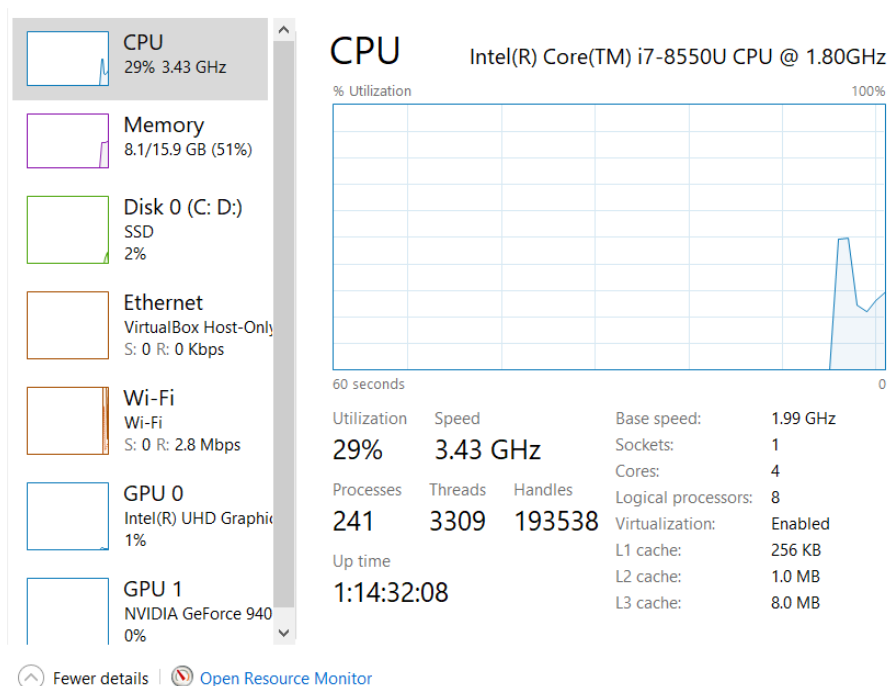 CPU
29% 3.43 GHz
Memory
8.1/15.9 GB (51%)
Disk 0 (C: D:)
SSD
2%
Ethernet
VirtualBox Host-Only
S: 0 R: 0 Kbps
Wi-Fi
Wi-Fi
S: 0 R: 2.8 Mbps
GPU 0
Intel(R) UHD Graphic
1%
GPU 1
NVIDIA GeForce 940
0%
CPU Intel(R) Core(TM) i7-8550U CPU @ 1.80GHz
% Utilization 100%
60 seconds 0
Utilization Speed
29% 3.43 GHz
Processes Threads Handles
241 3309 193538
Up time
1:14:32:08
Base speed: 1.99 GHz
Sockets: 1
Cores: 4
Logical processors: 8
Virtualization: Enabled
L1 cache: 256 KB
L2 cache: 1.0 MB
L3 cache: 8.0 MB
Fewer details Open Resource Monitor